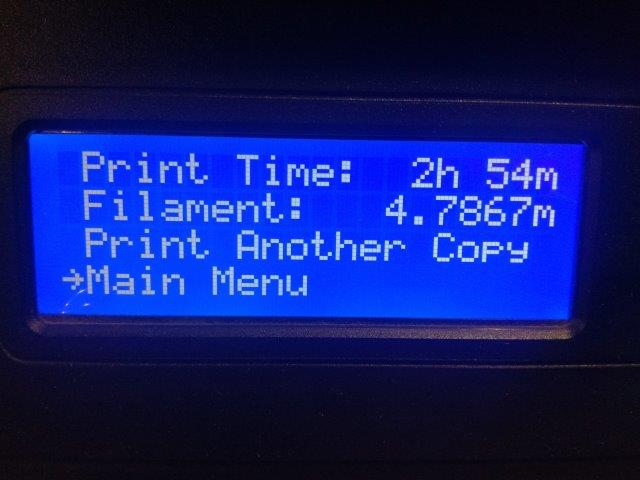 Print Time: 2h 54m
Filament: 4.7867m
Print Another Copy
→Main Menu